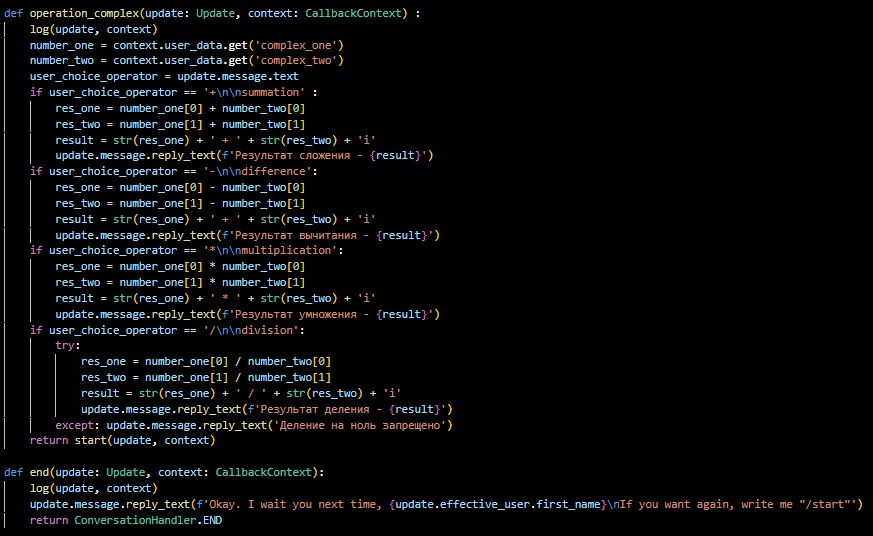 def operation_complex(update: Update, context: CallbackContext) :
    log(update, context)
    number_one = context.user_data.get('complex_one')
    number_two = context.user_data.get('complex_two')
    user_choice_operator = update.message.text
    if user_choice_operator == '+\n\nsummation' :
        res_one = number_one[0] + number_two[0]
        res_two = number_one[1] + number_two[1]
        result = str(res_one) + ' + ' + str(res_two) + 'i'
        update.message.reply_text(f'Результат сложения - {result}')
    if user_choice_operator == '-\n\ndifference':
        res_one = number_one[0] - number_two[0]
        res_two = number_one[1] - number_two[1]
        result = str(res_one) + ' + ' + str(res_two) + 'i'
        update.message.reply_text(f'Результат вычитания - {result}')
    if user_choice_operator == '*\n\nmultiplication':
        res_one = number_one[0] * number_two[0]
        res_two = number_one[1] * number_two[1]
        result = str(res_one) + ' * ' + str(res_two) + 'i'
        update.message.reply_text(f'Результат умножения - {result}')
    if user_choice_operator == '/\n\ndivision':
        try:
            res_one = number_one[0] / number_two[0]
            res_two = number_one[1] / number_two[1]
            result = str(res_one) + ' / ' + str(res_two) + 'i'
            update.message.reply_text(f'Результат деления - {result}')
        except: update.message.reply_text('Деление на ноль запрещено')
    return start(update, context)

def end(update: Update, context: CallbackContext):
    log(update, context)
    update.message.reply_text(f'Okay. I wait you next time, {update.effective_user.first_name}\nIf you want again, write me "/start"')
    return ConversationHandler.END